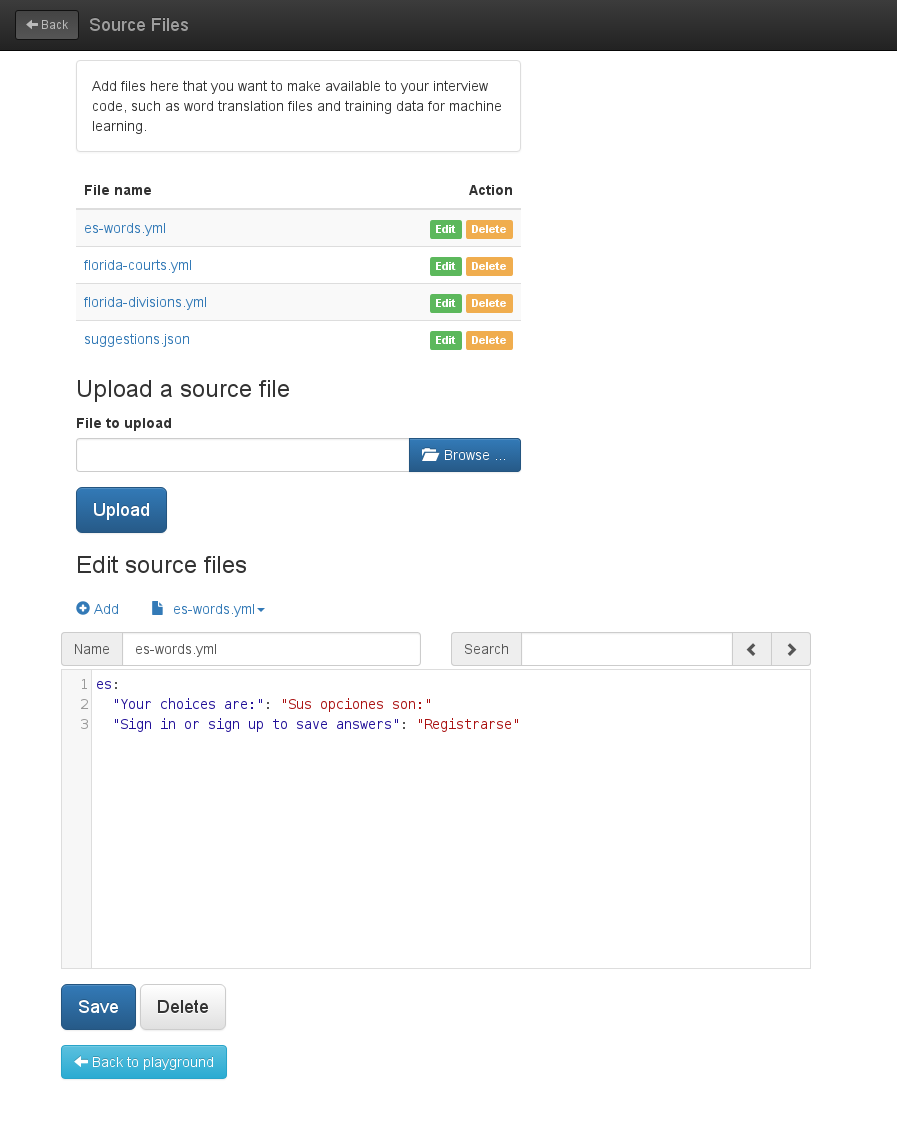 Back Source Files
Add files here that you want to make available to your interview
code, such as word translation files and training data for machine
learning.
File name Action
es-words.yml Edit Delete
florida-courts.yml Edit Delete
florida-divisions.yml Edit Delete
suggestions.json Edit Delete
Upload a source file
File to upload
Browse ...
Upload
Edit source files
Add es-words.yml
Name es-words.yml Search
1 es:
2 "Your choices are:": "Sus opciones son:"
3 "Sign in or sign up to save answers": "Registrarse"
Save Delete
Back to playground